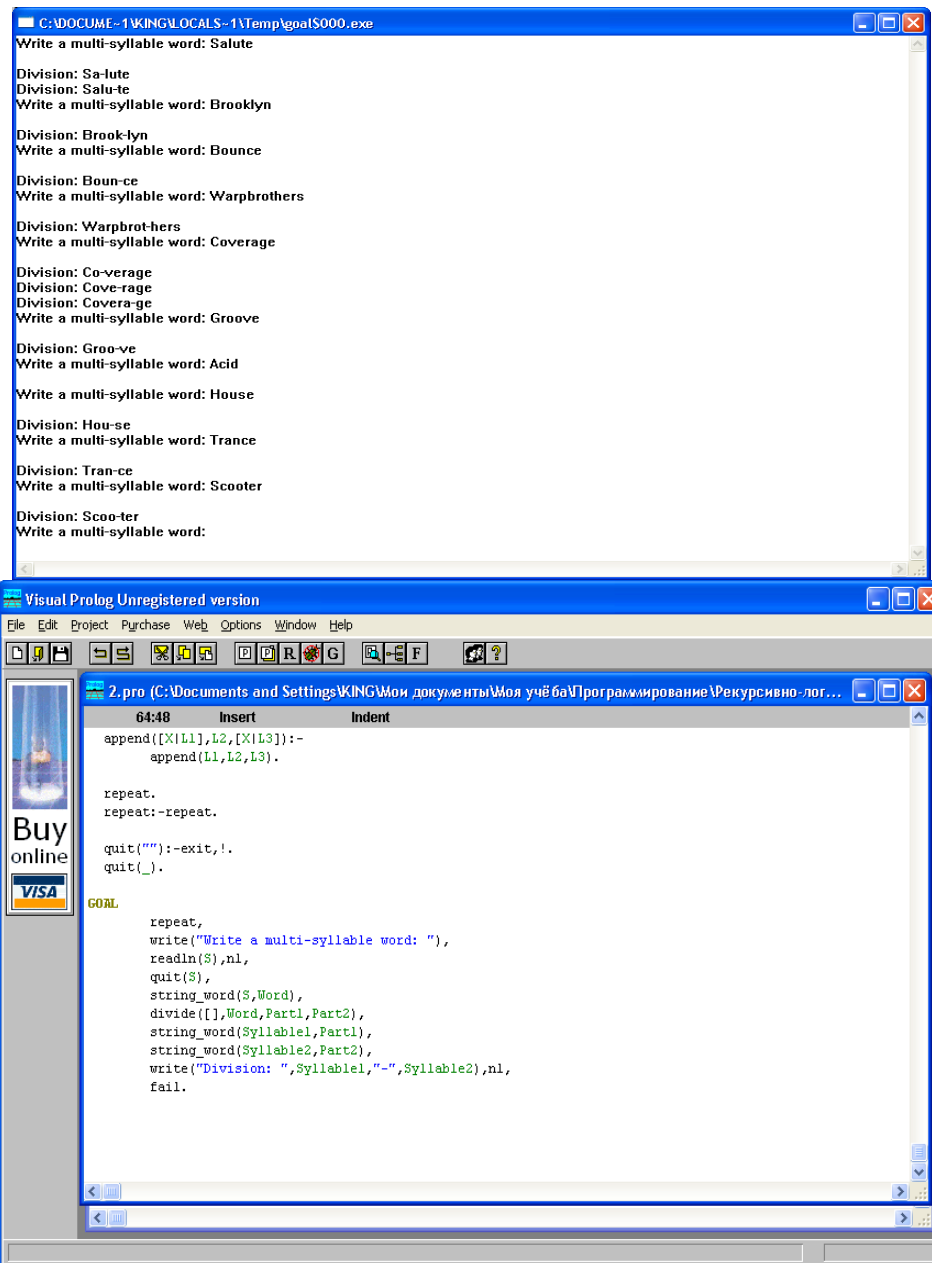 C:\DOCUME~1\KING\LOCALS~1\Temp\goal$000.exe
Write a multi-syllable word: Salute
Division: Sa-lute
Division: Salu-te
Write a multi-syllable word: Brooklyn
Division: Brook-lyn
Write a multi-syllable word: Bounce
Division: Boun-ce
Write a multi-syllable word: Warpbrothers
Division: Warpbrot-hers
Write a multi-syllable word: Coverage
Division: Co-verage
Division: Cove-rage
Division: Covera-ge
Write a multi-syllable word: Groove
Division: Groo-ve
Write a multi-syllable word: Acid
Write a multi-syllable word: House
Division: Hou-se
Write a multi-syllable word: Trance
Division: Tran-ce
Write a multi-syllable word: Scooter
Division: Scoo-ter
Write a multi-syllable word:
Visual Prolog Unregistered version
File Edit Project Purchase Web Options Window Help
P P R G F ?
2.pro (C:\Documents and Settings\KING\Мои документы\Моя учёба\Программирование\Рекурсивно-лог...
64:48 Insert Indent
append([X|L1],L2,[X|L3]):-
append(L1,L2,L3).
repeat.
repeat:-repeat.
quit(""):-exit,!.
quit(_).
GOAL
repeat,
write("Write a multi-syllable word: "),
readln(S),nl,
quit(S),
string_word(S,Word),
divide([],Word,Part1,Part2),
string_word(Syllable1,Part1),
string_word(Syllable2,Part2),
write("Division: ",Syllable1,"-",Syllable2),nl,
fail.
Buy
online
VISA